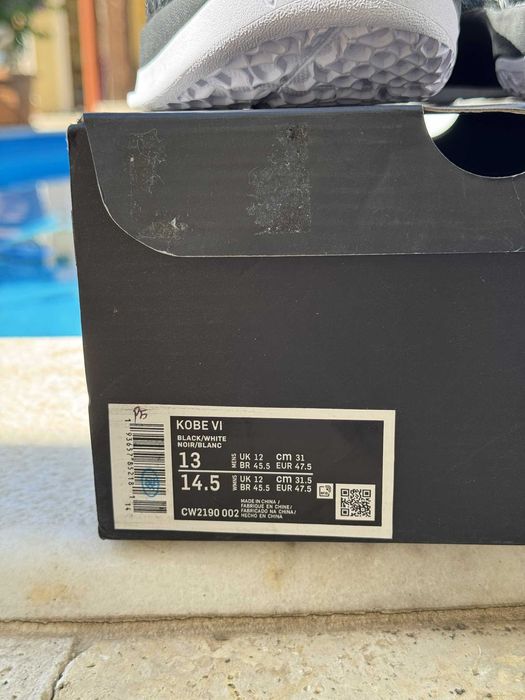 P5
KOBE VI
BLACK/WHITE
NOIR/BLANC
13 MENS UK 12 cm 31
BR 45.5 EUR 47.5
14.5 WMNS UK 12 cm 31.5
BR 45.5 EUR 47.5
CW2190 002
MADE IN CHINA /
FABRIQUÉ EN CHINE/
FABRICADO NA CHINA/
HECHO EN CHINA